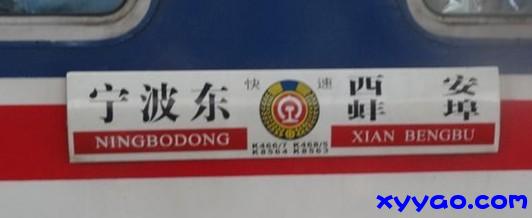 宁波东
NINGBODONG
快速
K466/7 K468/5
K8564 K8563
西安
蚌埠
XIAN BENGBU
xyyao.com